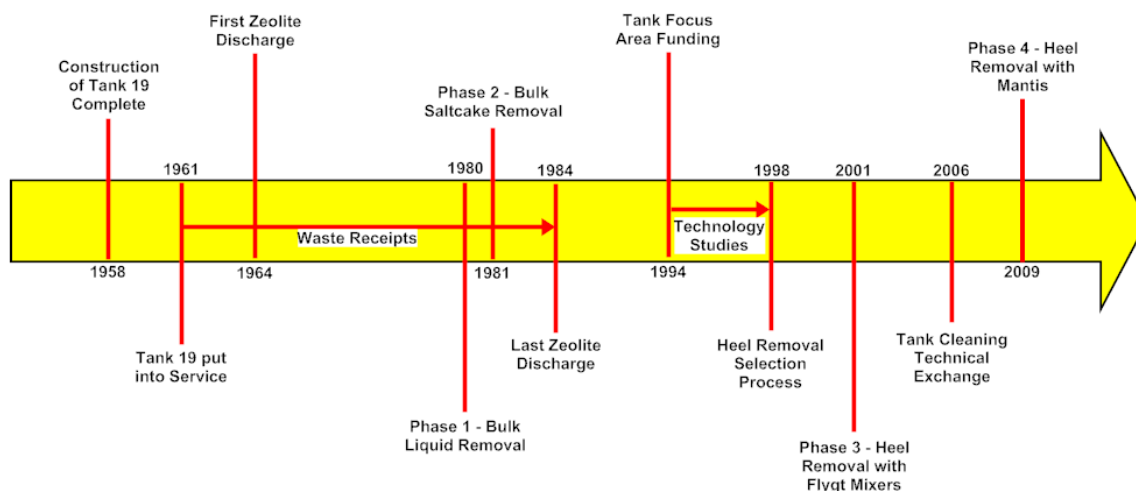 First Zeolite
Discharge
Construction
of Tank 19
Complete
Phase 2 - Bulk
Saltcake Removal
Tank Focus
Area Funding
Phase 4 - Heel
Removal with
Mantis
1961
1980
1984
1998
2001
2006
Waste Receipts
Technology
Studies
1958
1964
1981
1994
2009
Tank 19 put
into Service
Phase 1 - Bulk
Liquid Removal
Last Zeolite
Discharge
Heel Removal
Selection
Process
Phase 3 - Heel
Removal with
Flygt Mixers
Tank Cleaning
Technical
Exchange